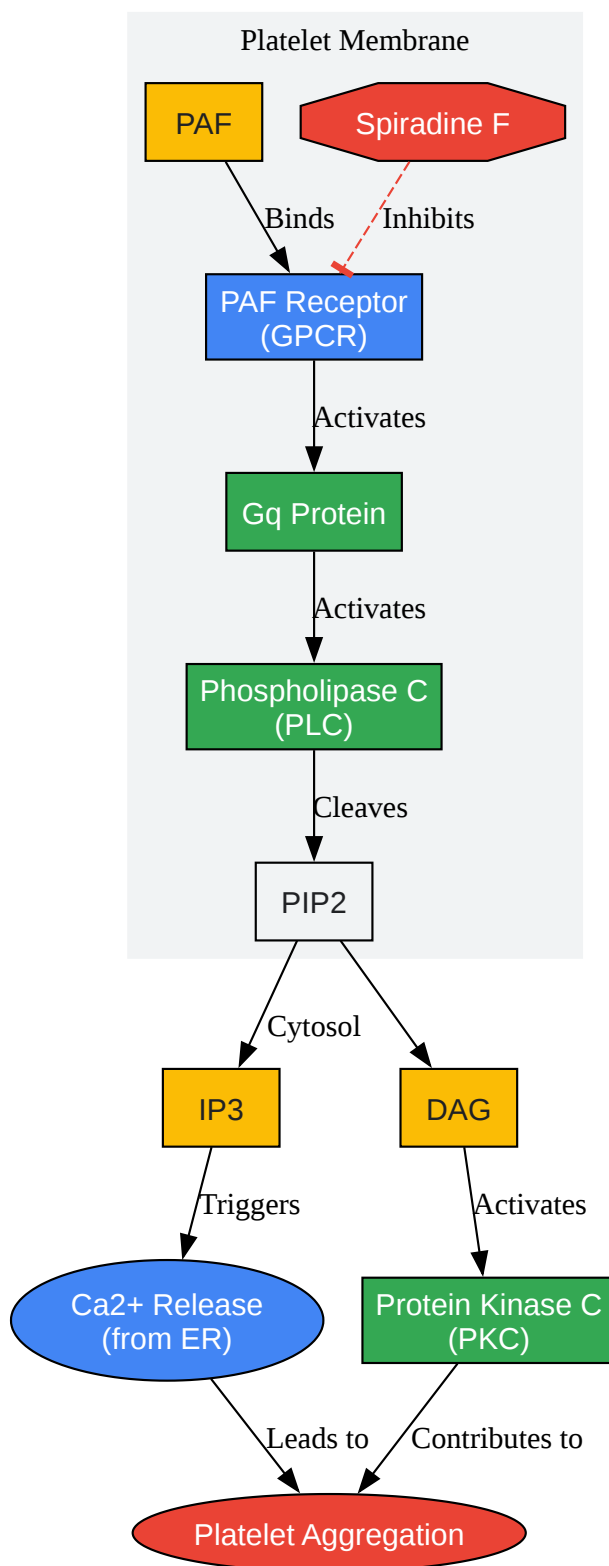 Platelet Membrane
PAF
Spiradine F
Binds
Inhibits
PAF Receptor
(GPCR)
Activates
Gq Protein
Activates
Phospholipase C
(PLC)
Cleaves
PIP2
Cytosol
IP3
DAG
Triggers
Activates
Ca2+ Release
(from ER)
Protein Kinase C
(PKC)
Leads to
Contributes to
Platelet Aggregation